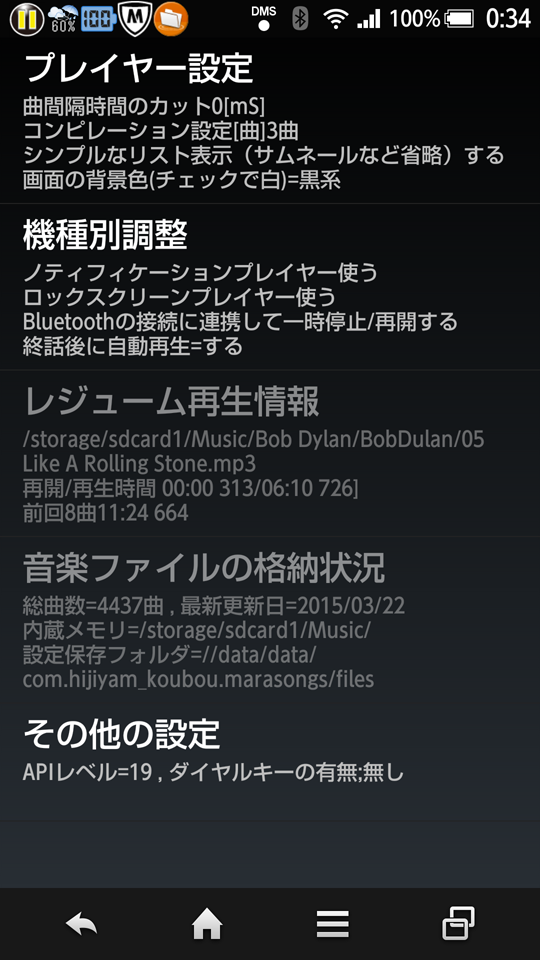 60%
100
M
DMS
100%
0:34
プレイヤー設定
曲間隔時間のカット0[mS]
コンピレーション設定[曲]3曲
シンプルなリスト表示（サムネールなど省略）する
画面の背景色(チェックで白)=黒系
機種別調整
ノティフィケーションプレイヤー使う
ロックスクリーンプレイヤー使う
Bluetoothの接続に連携して一時停止/再開する
終話後に自動再生=する
レジューム再生情報
/storage/sdcard1/Music/Bob Dylan/BobDulan/05
Like A Rolling Stone.mp3
再開/再生時間 00:00 313/06:10 726]
前回8曲11:24 664
音楽ファイルの格納状況
総曲数=4437曲 , 最新更新日=2015/03/22
内蔵メモリ=/storage/sdcard1/Music/
設定保存フォルダ=//data/data/
com.hijiyam_koubou.marasongs/files
その他の設定
APIレベル=19 , ダイヤルキーの有無;無し